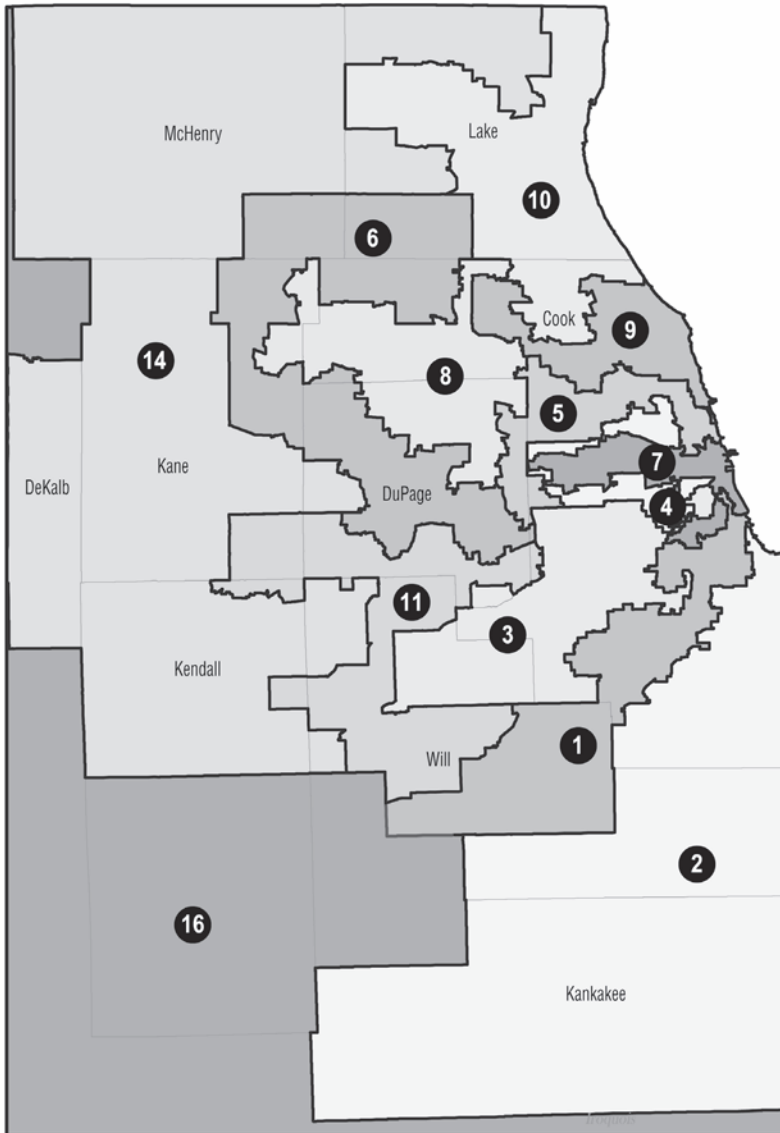 McHenry
Lake
10
6
Cook
9
14
8
5
Kane
7
DeKalb
DuPage
4
11
3
Kendall
1
Will
2
16
Kankakee
Iroquois